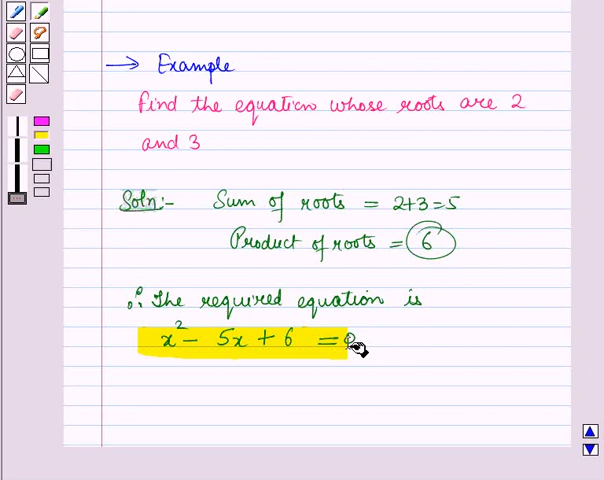 → Example
Find the equation whose roots are 2
and 3
Soln:- Sum of roots = 2+3=5
Product of roots = 6
∴ The required equation is
x² - 5x + 6 = 0